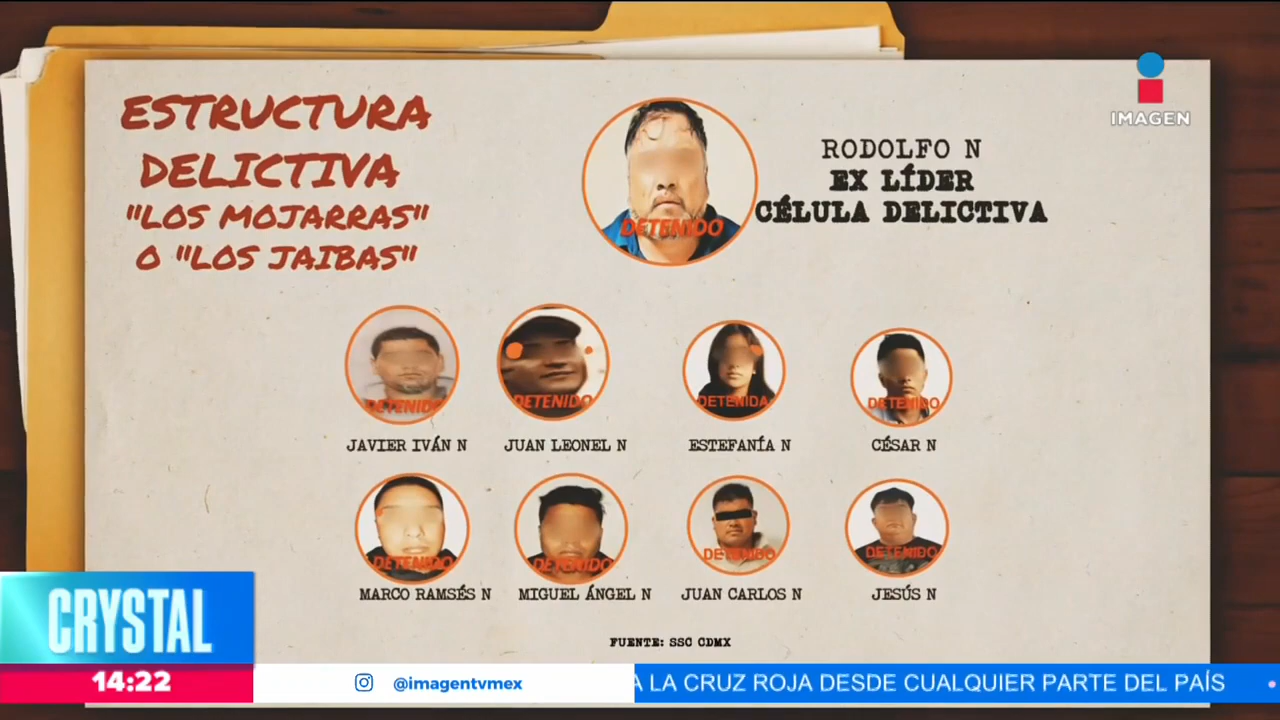 ESTRUCTURA
DELICTIVA
"LOS MOJARRAS"
O "LOS JAIBAS"
IMAGEN
RODOLFO N
EX LÍDER
CÉLULA DELICTIVA
DETENIDO
DETENIDO
DETENIDO
DETENIDA
DETENIDO
JAVIER IVÁN N
JUAN LEONEL N
ESTEFANÍA N
CÉSAR N
DETENIDO
DETENIDO
DETENIDO
DETENIDO
MARCO RAMSÉS N
MIGUEL ÁNGEL N
JUAN CARLOS N
JESÚS N
FUENTE: SSC CDMX
CRYSTAL
14:22
@imagentvmex
A LA CRUZ ROJA DESDE CUALQUIER PARTE DEL PAÍS